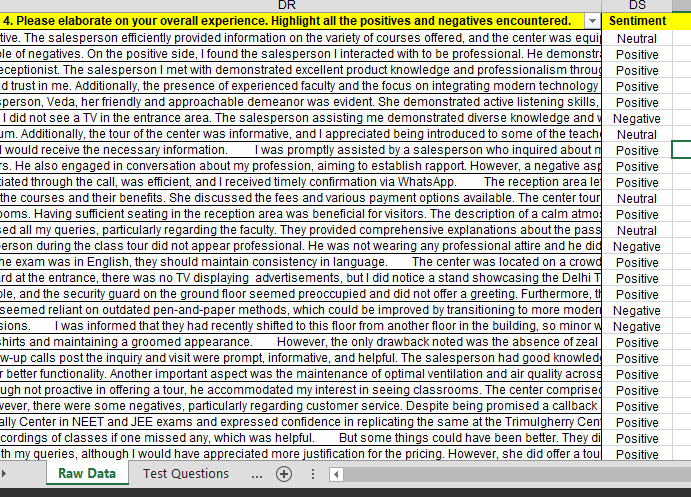 DR DS
4. Please elaborate on your overall experience. Highlight all the positives and negatives encountered. Sentiment
tive. The salesperson efficiently provided information on the variety of courses offered, and the center was equip Neutral
ole of negatives. On the positive side, I found the salesperson I interacted with to be professional. He demonstra Positive
eceptionist. The salesperson I met with demonstrated excellent product knowledge and professionalism throug Positive
d trust in me. Additionally, the presence of experienced faculty and the focus on integrating modern technology Positive
sperson, Veda, her friendly and approachable demeanor was evident. She demonstrated active listening skills, Positive
I did not see a TV in the entrance area. The salesperson assisting me demonstrated diverse knowledge and w Negative
um. Additionally, the tour of the center was informative, and I appreciated being introduced to some of the teache Neutral
I would receive the necessary information. I was promptly assisted by a salesperson who inquired about m Positive
rs. He also engaged in conversation about my profession, aiming to establish rapport. However, a negative asp Positive
iated through the call, was efficient, and I received timely confirmation via WhatsApp. The reception area lef Positive
the courses and their benefits. She discussed the fees and various payment options available. The center tour Neutral
ooms. Having sufficient seating in the reception area was beneficial for visitors. The description of a calm atmos Positive
sed all my queries, particularly regarding the faculty. They provided comprehensive explanations about the pass Neutral
erson during the class tour did not appear professional. He was not wearing any professional attire and he did Negative
he exam was in English, they should maintain consistency in language. The center was located on a crowd Positive
rd at the entrance, there was no TV displaying advertisements, but I did notice a stand showcasing the Delhi T Positive
ole, and the security guard on the ground floor seemed preoccupied and did not offer a greeting. Furthermore, th Positive
seemed reliant on outdated pen-and-paper methods, which could be improved by transitioning to more modern Negative
sions. I was informed that they had recently shifted to this floor from another floor in the building, so minor w Negative
shirts and maintaining a groomed appearance. However, the only drawback noted was the absence of zeal Positive
w-up calls post the inquiry and visit were prompt, informative, and helpful. The salesperson had good knowledg Positive
r better functionality. Another important aspect was the maintenance of optimal ventilation and air quality across Positive
ugh not proactive in offering a tour, he accommodated my interest in seeing classrooms. The center comprised Positive
vever, there were some negatives, particularly regarding customer service. Despite being promised a callback Positive
ally Center in NEET and JEE exams and expressed confidence in replicating the same at the Trimulgherry Cent Positive
cordings of classes if one missed any, which was helpful. But some things could have been better. They di Positive
th my queries, although I would have appreciated more justification for the pricing. However, she did offer a tou Positive
Raw Data Test Questions ...